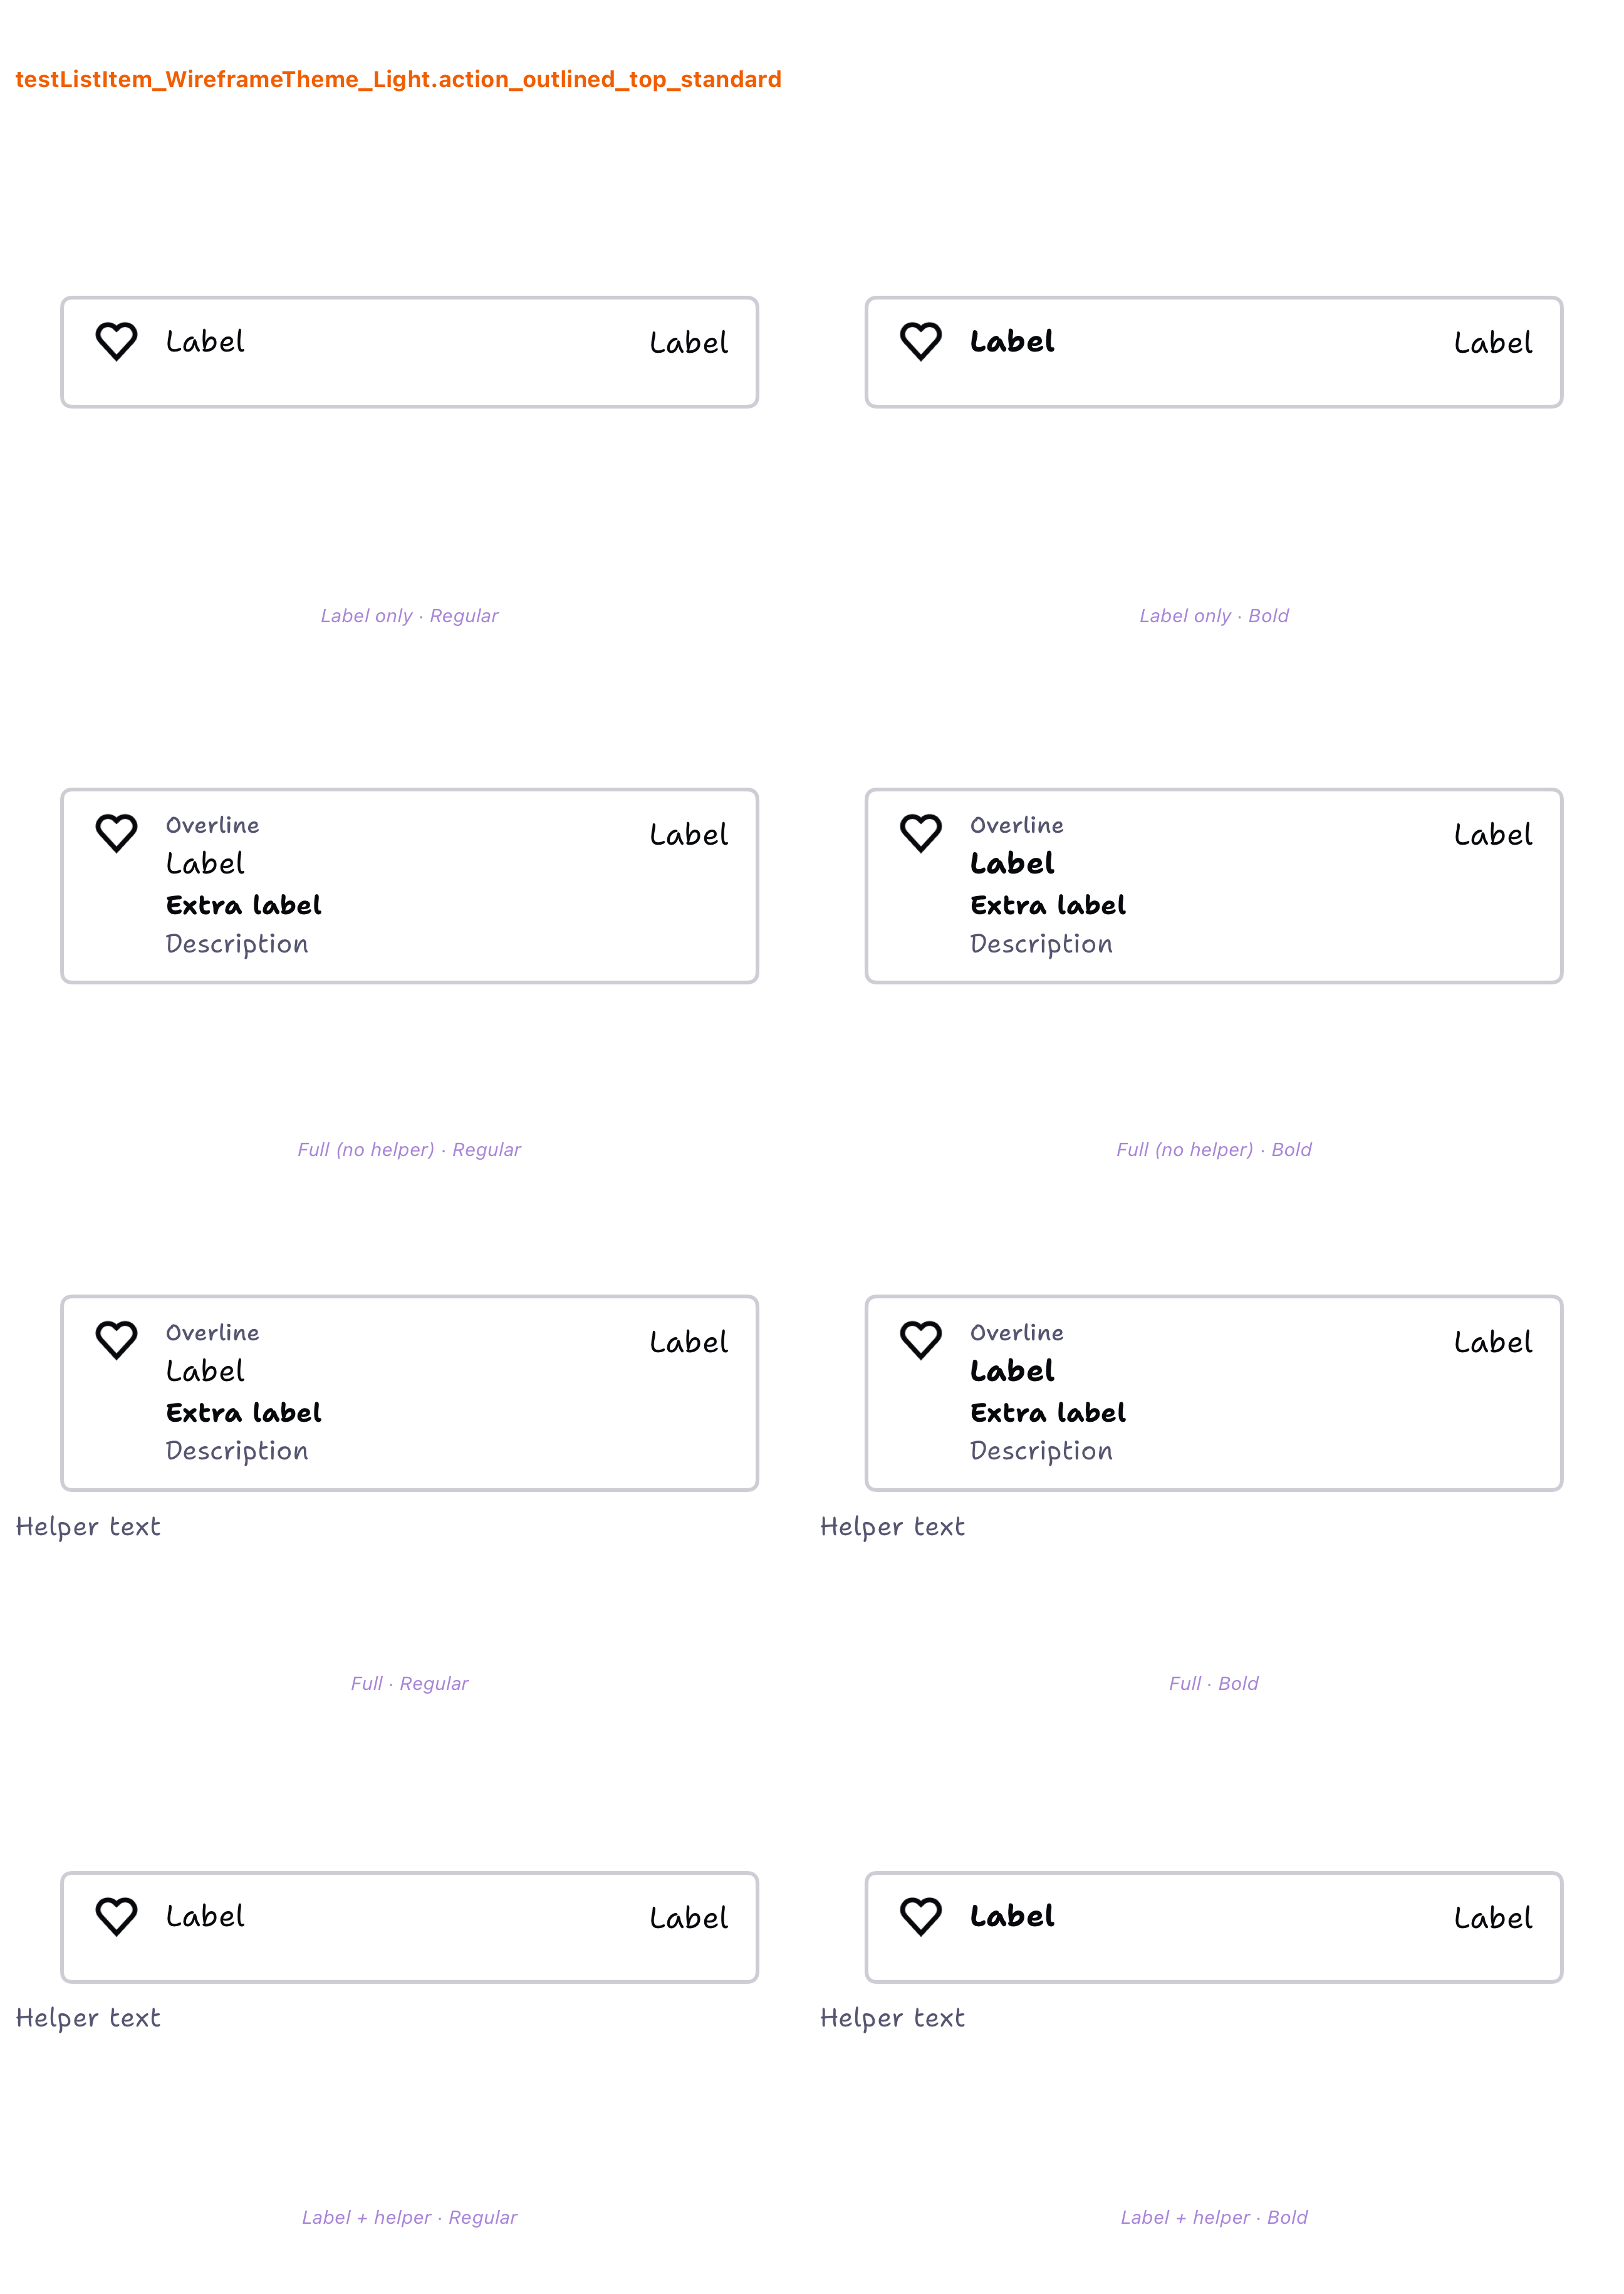 testListItem_WireframeTheme_Light.action_outlined_top_standard
Label Label
Label Label
Label only · Regular
Label only · Bold
Overline
Label
Label
Extra label
Description
Overline
Label
Label
Extra label
Description
Full (no helper) · Regular
Full (no helper) · Bold
Overline
Label
Label
Extra label
Description
Helper text
Overline
Label
Label
Extra label
Description
Helper text
Full · Regular
Full · Bold
Label Label
Helper text
Label Label
Helper text
Label + helper · Regular
Label + helper · Bold